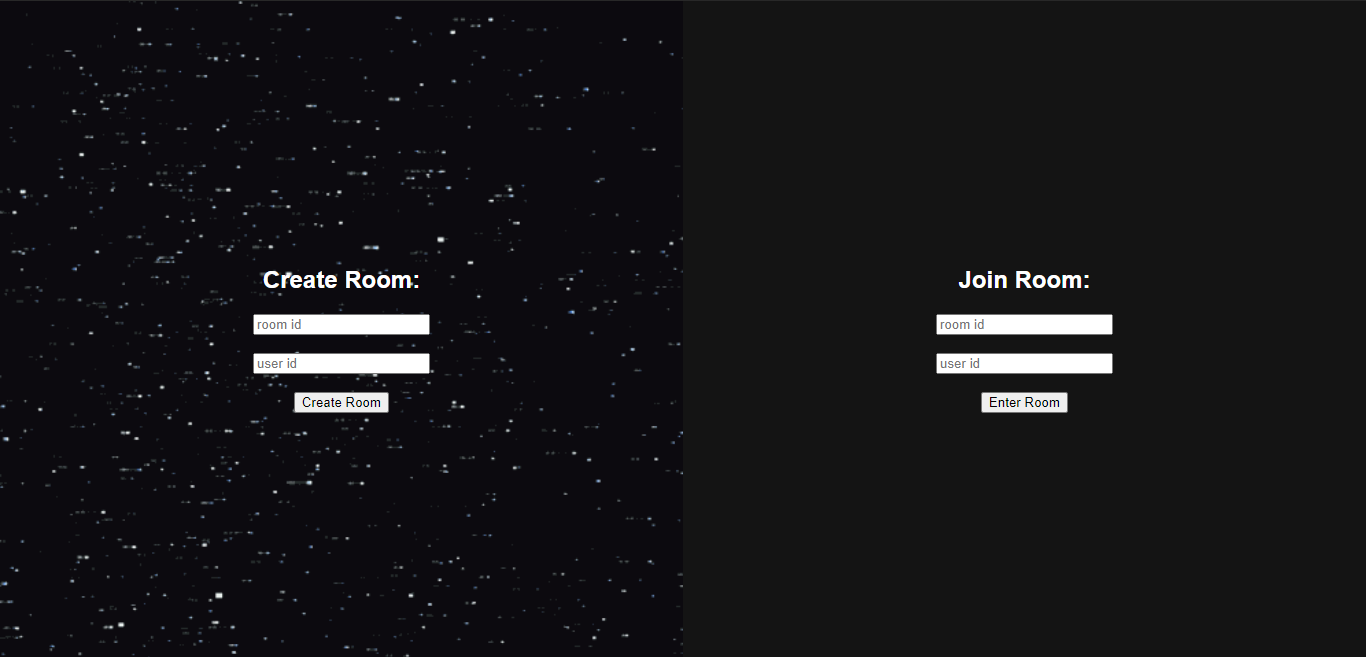 Create Room:
room id
user id
Create Room
Join Room:
room id
user id
Enter Room